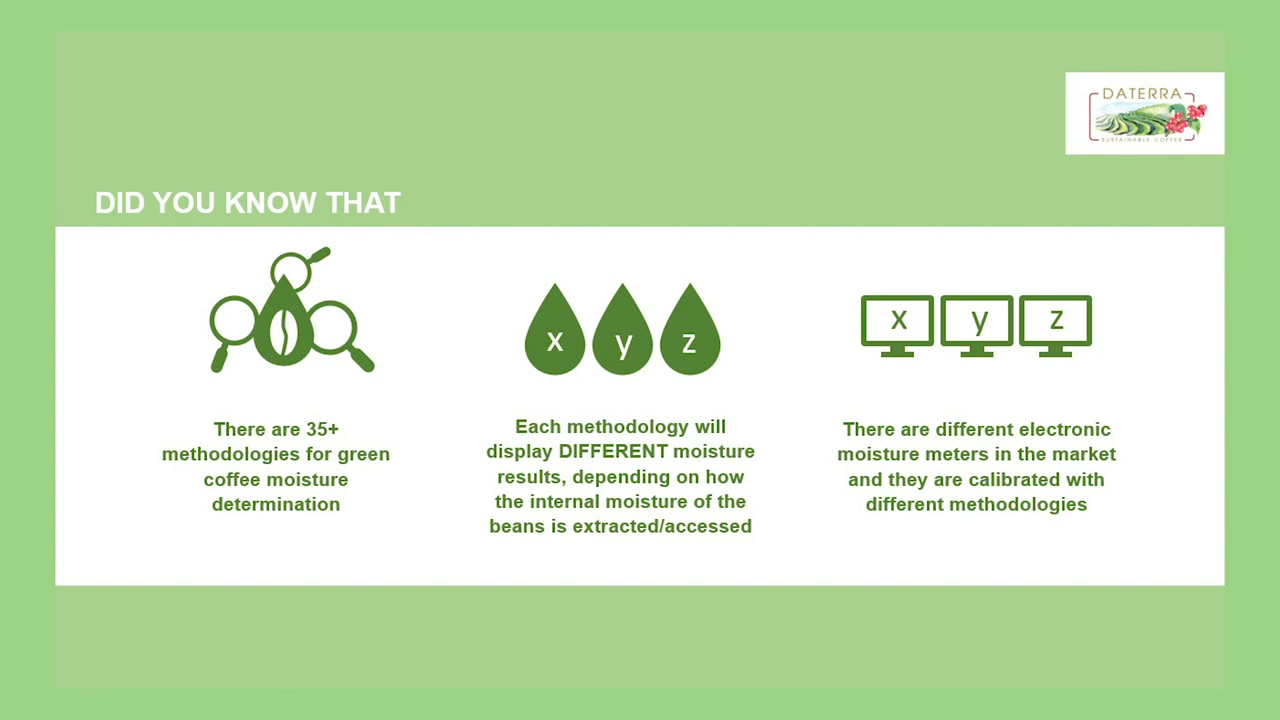 DATERRA
SUSTAINABLE COFFEE
DID YOU KNOW THAT
x y z
x y z
There are 35+
methodologies for green
coffee moisture
determination
Each methodology will
display DIFFERENT moisture
results, depending on how
the internal moisture of the
beans is extracted/accessed
There are different electronic
moisture meters in the market
and they are calibrated with
different methodologies